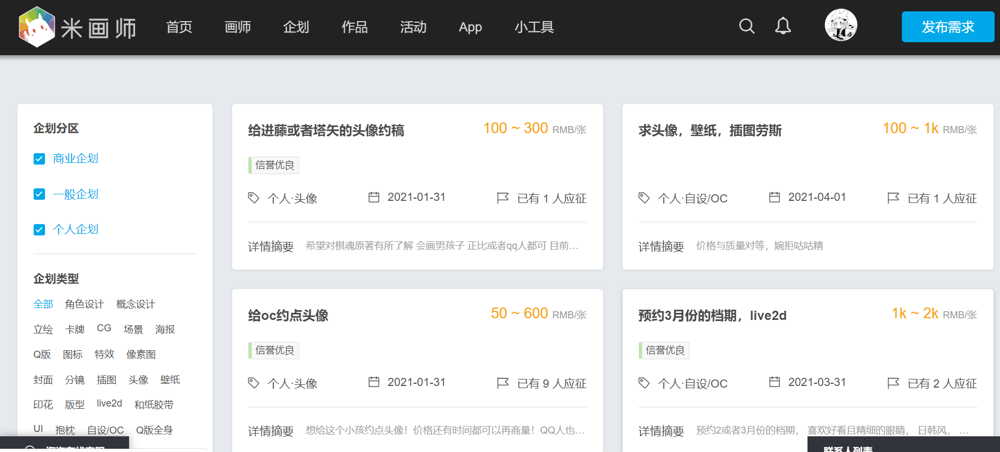 米画师 首页 画师 企划 作品 活动 App 小工具 发布需求
企划分区
商业企划
一般企划
个人企划
企划类型
全部 角色设计 概念设计
立绘 卡牌 CG 场景 海报
Q版 图标 特效 像素图
封面 分镜 插图 头像 壁纸
印花 版型 live2d 和纸胶带
UI 抱枕 自设/OC Q版全身
给进藤或者塔矢的头像约稿 100 ~ 300 RMB/张
信誉优良
个人·头像 2021-01-31 已有 1 人应征
详情摘要 希望对棋魂原著有所了解 会画男孩子 正比或者qq人都可 目前...
求头像，壁纸，插图劳斯 100 ~ 1k RMB/张
个人·自设/OC 2021-04-01 已有 1 人应征
详情摘要 价格与质量对等，婉拒咕咕精
给oc约点头像 50 ~ 600 RMB/张
信誉优良
个人·头像 2021-01-31 已有 9 人应征
详情摘要 想给这个小孩约点头像！价格还有时间都可以再商量！QQ人也...
预约3月份的档期，live2d 1k ~ 2k RMB/张
信誉优良
个人·自设/OC 2021-03-31 已有 2 人应征
详情摘要 预约2或者3月份的档期， 喜欢好看且精细的眼睛， 日韩风， ...
联系人列表